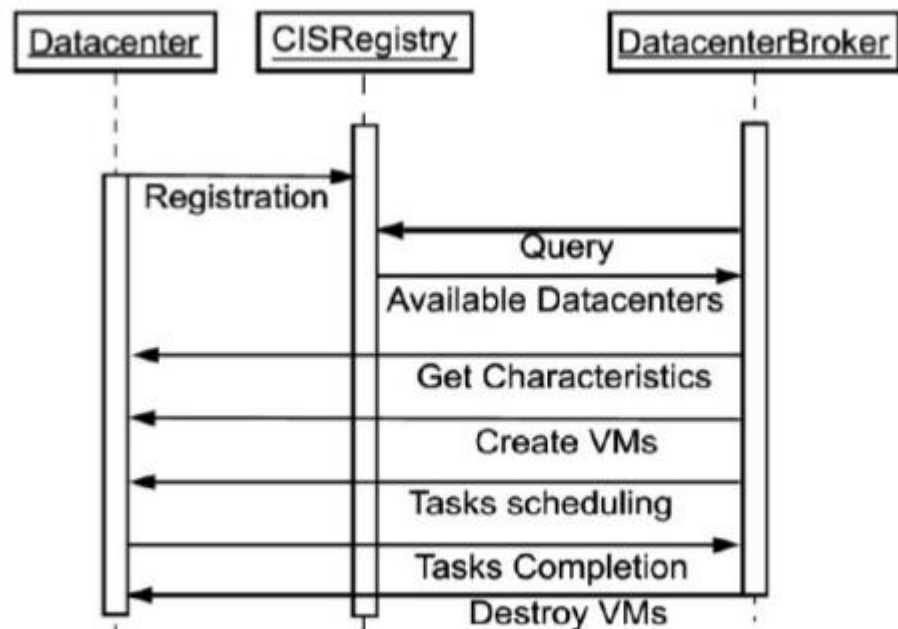 Datacenter
CISRegistry
DatacenterBroker
Registration
Query
Available Datacenters
Get Characteristics
Create VMs
Tasks scheduling
Tasks Completion
Destroy VMs